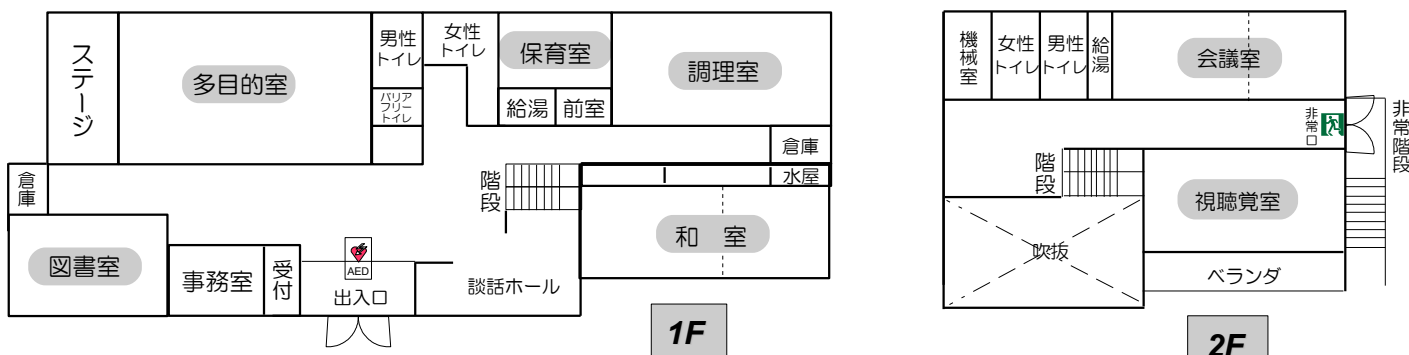 ステージ
多目的室
男性
トイレ
バリア
フリー
トイレ
女性
トイレ
保育室
給湯
前室
調理室
倉庫
水屋
階段
和 室
倉庫
図書室
事務室
受付
AED
出入口
談話ホール
1F
機械室
女性
トイレ
男性
トイレ
給湯
会議室
非常口
非常階段
階段
視聴覚室
吹抜
ベランダ
2F